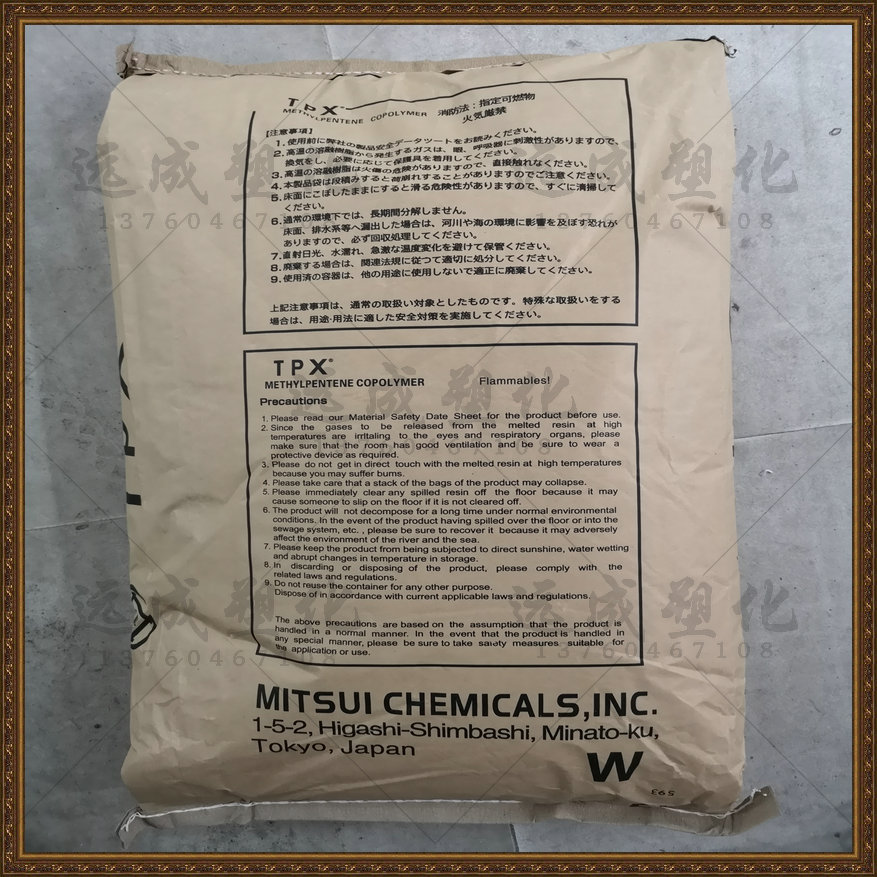 TPX®
METHYLPENTENE COPOLYMER
消防法：指定可燃物
火気厳禁
【注意事項】
1. 使用前に弊社の製品安全データツートをお読みください。
2. 高温の溶融樹脂から発生するガスは、眼、呼吸器に刺激性がありますので、
換気をし、必要に応じて保護具を着用してください。
3. 高温の溶融樹脂は火傷の危険がありますので、直接触れなください。
4. 本製品袋は段積みすると荷崩れすることがありますのでご注意ください。
5. 床面にこぼしたままにすると滑る危険性がありますので、すぐに清掃して
ください。
6. 通常の環境下では、長期間分解しません。
床面、排水系等へ漏出した場合は、河川や海の環境に影響を及ぼす恐れが
ありますので、必ず回収処理してください。
7. 直射日光、水濡れ、急激な温度変化を避けて保管ください。
8. 廃棄する場合は、関連法規に従つて適切に処分してください。
9. 使用済の容器は、他の用途に使用しないで適正に廃棄してください。
上記注意事項は、通常の取扱い対象としたものです。特殊な取扱いをする
場合は、用途・用法に適した安全対策を実施してください。
TPX®
METHYLPENTENE COPOLYMER Flammables!
Precautions
1. Please read our Material Safety Date Sheet for the product before use.
2. Since the gases to be released from the melted resin at high
temperatures are irritaling to the eyes and respiratory organs, please
make sure that the room has good ventilation and be sure to wear a
protective device as required.
3. Please do not get in direct touch with the melted resin at high temperatures
because you may suffer bums.
4. Please take care that a stack of the bags of the product may collapse.
5. Please immediately clear any spilled resin off the floor because it may
cause someone to slip on the floor if it is not cleared off.
6. The product will not decompose for a long time under normal environmental
conditions. In the event of the product having spilled over the floor or into the
sewage system, etc. , please be sure to recover it because it may adversely
affect the environment of the river and the sea.
7. Please keep the product from being subjected to direct sunshine, water wetting
and abrupt changes in temperature in storage.
8. In discarding or disposing of the product, please comply with the
related laws and regulations.
9. Do not reuse the container for any other purpose.
Dispose of in accordance with current applicable laws and regulations.
The above precautions are based on the assumption that the product is
handled in a normal manner. In the event that the product is handled in
any special manner, please be sure to take safety measures suitable for
the application or use.
MITSUI CHEMICALS,INC.
1-5-2, Higashi-Shimbashi, Minato-ku,
Tokyo, Japan
W
593
远成塑化
13760467108
远成塑化
13760467108
远成塑化
13760467108
远成塑化
13760467108
远成塑化
13760467108